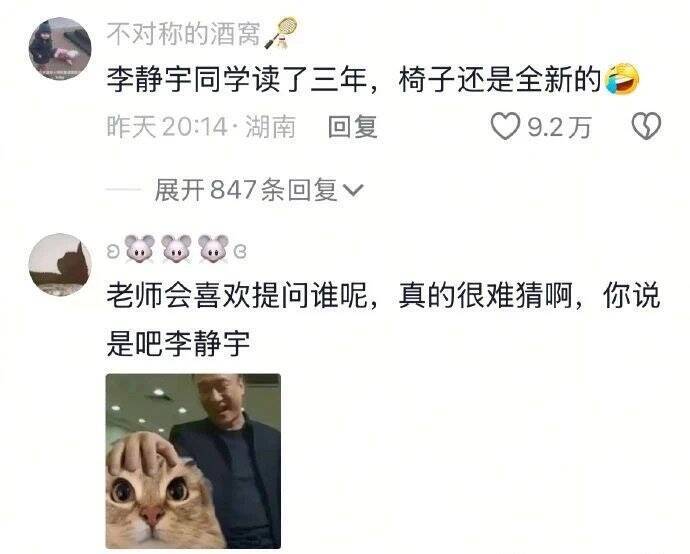 不对称的酒窝🏸
李静宇同学读了三年，椅子还是全新的🤣
昨天 20:14 · 湖南 回复 9.2万
展开847条回复
ʚ🐭🐭🐭ɞ
老师会喜欢提问谁呢，真的很难猜啊，你说
是吧李静宇